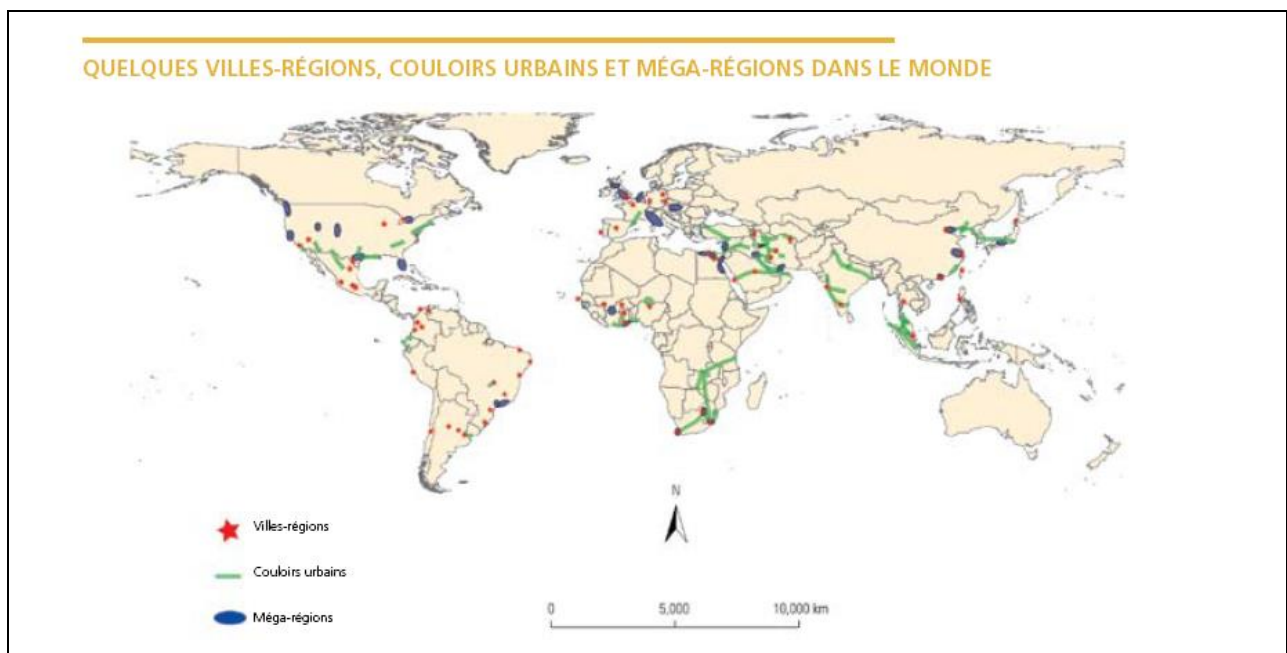 QUELQUES VILLES-RÉGIONS, COULOIRS URBAINS ET MÉGA-RÉGIONS DANS LE MONDE
N
Villes-régions
Couloirs urbains
Méga-régions
0 5,000 10,000 km